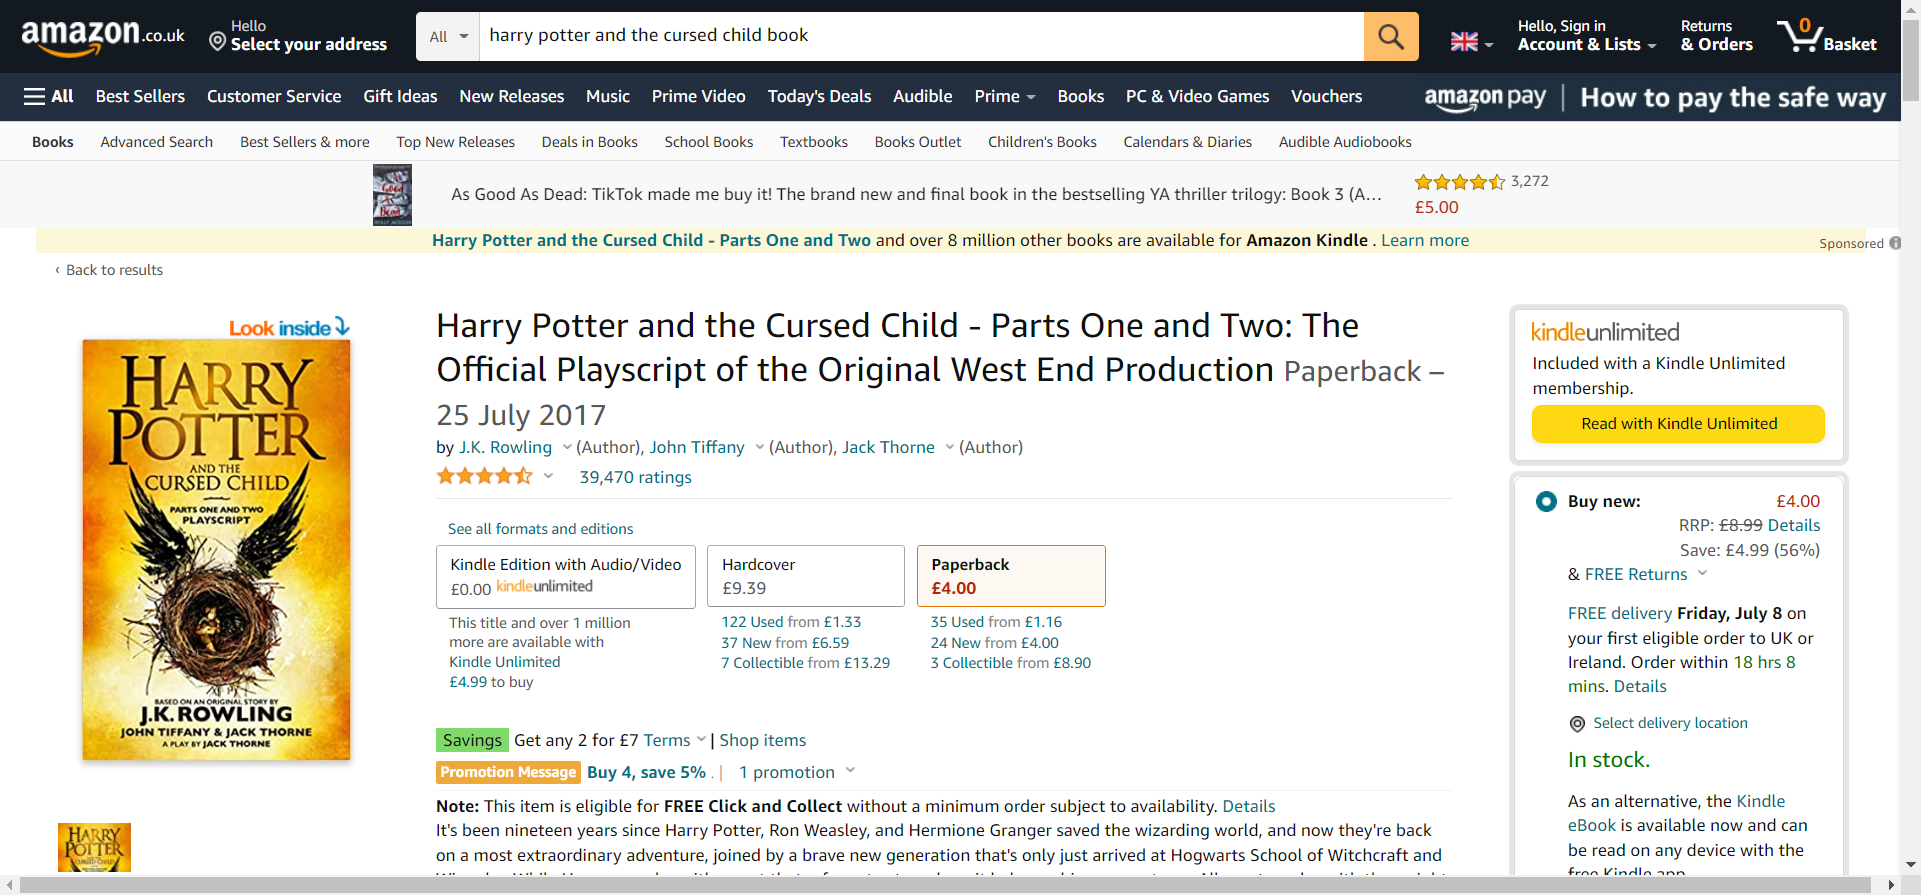 amazon.co.uk
Hello
Select your address
All
harry potter and the cursed child book
Hello, Sign in
Account & Lists
Returns
& Orders
0
Basket
All
Best Sellers
Customer Service
Gift Ideas
New Releases
Music
Prime Video
Today's Deals
Audible
Prime
Books
PC & Video Games
Vouchers
amazon pay | How to pay the safe way
Books
Advanced Search
Best Sellers & more
Top New Releases
Deals in Books
School Books
Textbooks
Books Outlet
Children's Books
Calendars & Diaries
Audible Audiobooks
As Good As Dead
As Good As Dead: TikTok made me buy it! The brand new and final book in the bestselling YA thriller trilogy: Book 3 (A...
3,272
£5.00
Harry Potter and the Cursed Child - Parts One and Two and over 8 million other books are available for Amazon Kindle . Learn more
Sponsored
‹ Back to results
Look inside
HARRY
POTTER
AND THE
CURSED CHILD
PARTS ONE AND TWO
PLAYSCRIPT
BASED ON AN ORIGINAL STORY BY
J.K. ROWLING
JOHN TIFFANY & JACK THORNE
A PLAY BY JACK THORNE
HARRY
POTTER
Harry Potter and the Cursed Child - Parts One and Two: The
Official Playscript of the Original West End Production Paperback –
25 July 2017
by J.K. Rowling (Author), John Tiffany (Author), Jack Thorne (Author)
39,470 ratings
See all formats and editions
Kindle Edition with Audio/Video
£0.00 kindleunlimited
This title and over 1 million
more are available with
Kindle Unlimited
£4.99 to buy
Hardcover
£9.39
122 Used from £1.33
37 New from £6.59
7 Collectible from £13.29
Paperback
£4.00
35 Used from £1.16
24 New from £4.00
3 Collectible from £8.90
Savings Get any 2 for £7 Terms | Shop items
Promotion Message Buy 4, save 5% . | 1 promotion
Note: This item is eligible for FREE Click and Collect without a minimum order subject to availability. Details
It's been nineteen years since Harry Potter, Ron Weasley, and Hermione Granger saved the wizarding world, and now they're back
on a most extraordinary adventure, joined by a brave new generation that's only just arrived at Hogwarts School of Witchcraft and
kindleunlimited
Included with a Kindle Unlimited
membership.
Read with Kindle Unlimited
Buy new: £4.00
RRP: £8.99 Details
Save: £4.99 (56%)
& FREE Returns
FREE delivery Friday, July 8 on
your first eligible order to UK or
Ireland. Order within 18 hrs 8
mins. Details
Select delivery location
In stock.
As an alternative, the Kindle
eBook is available now and can
be read on any device with the
free Kindle app